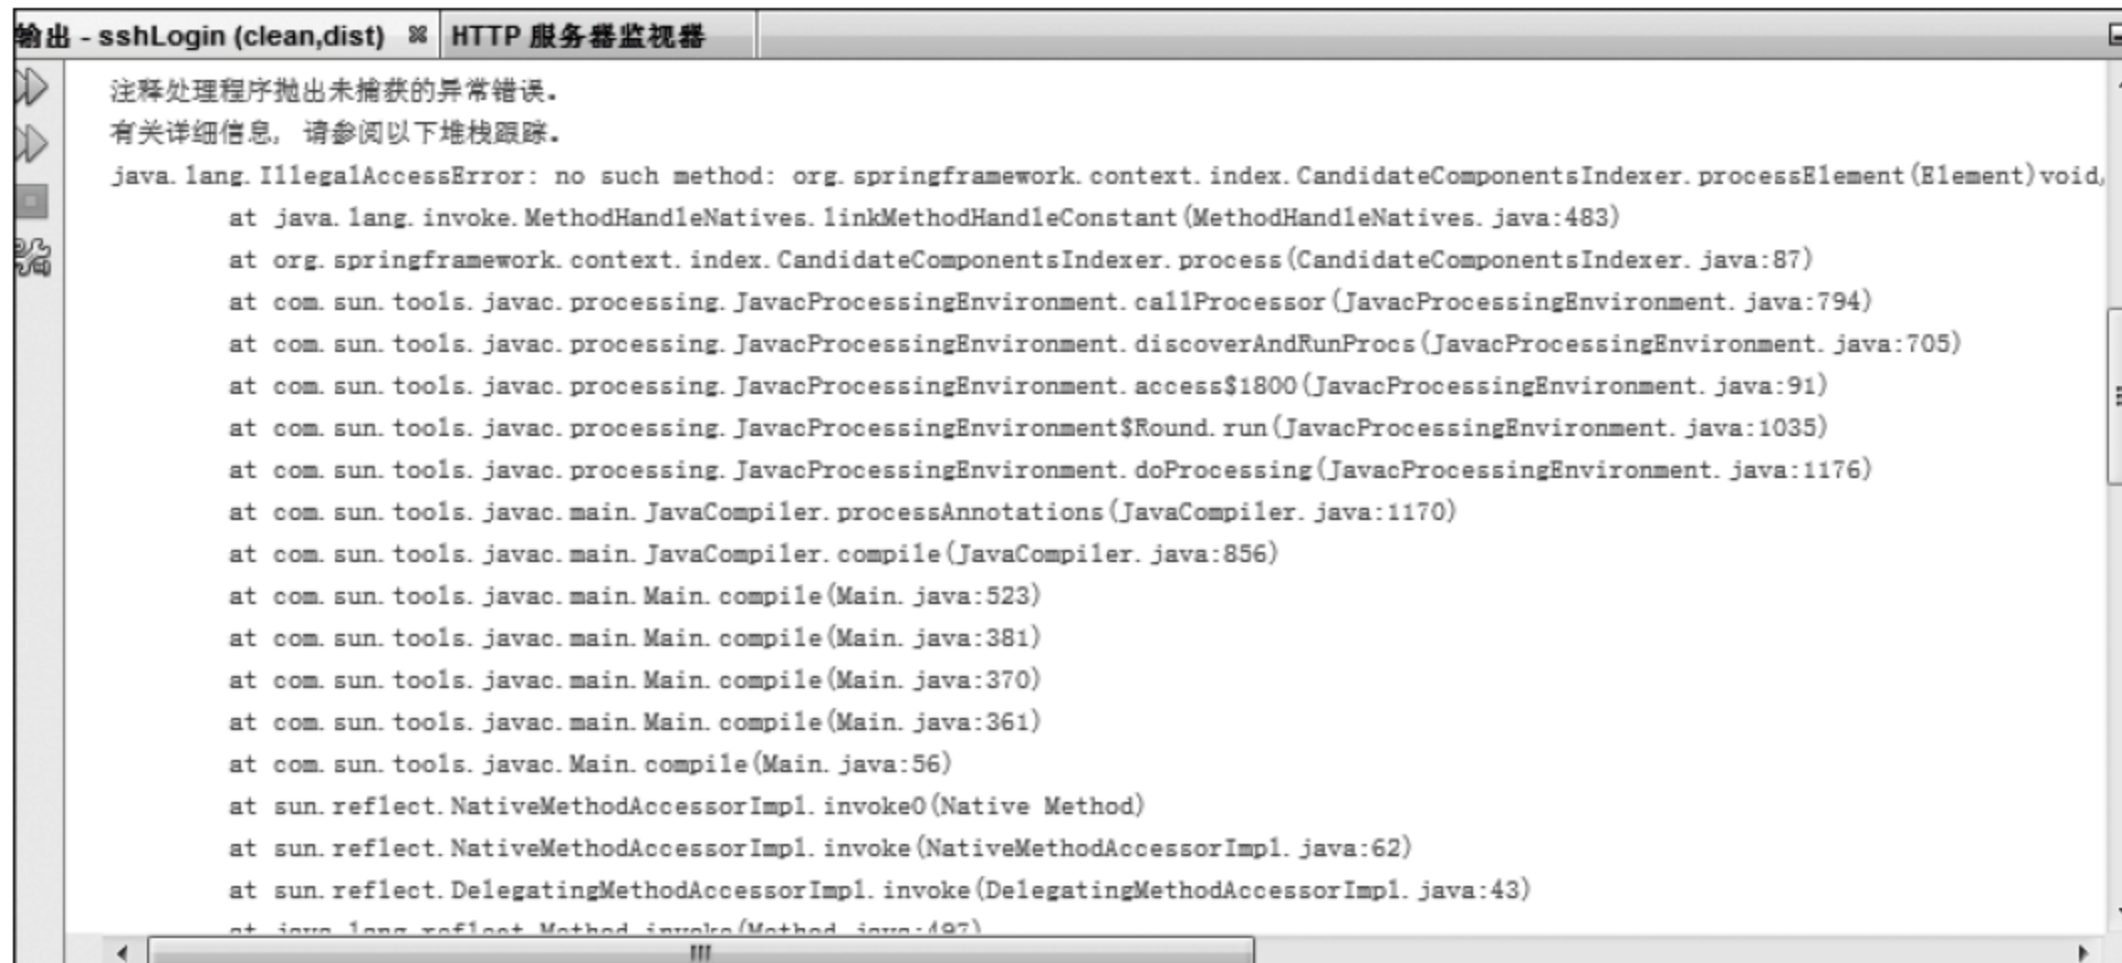 输出 - sshLogin (clean,dist) HTTP 服务器监视器
注释处理程序抛出未捕获的异常错误。
有关详细信息, 请参阅以下堆栈跟踪。
java.lang.IllegalAccessError: no such method: org.springframework.context.index.CandidateComponentsIndexer.processElement(Element)void,
at java.lang.invoke.MethodHandleNatives.linkMethodHandleConstant(MethodHandleNatives.java:483)
at org.springframework.context.index.CandidateComponentsIndexer.process(CandidateComponentsIndexer.java:87)
at com.sun.tools.javac.processing.JavacProcessingEnvironment.callProcessor(JavacProcessingEnvironment.java:794)
at com.sun.tools.javac.processing.JavacProcessingEnvironment.discoverAndRunProcs(JavacProcessingEnvironment.java:705)
at com.sun.tools.javac.processing.JavacProcessingEnvironment.access$1800(JavacProcessingEnvironment.java:91)
at com.sun.tools.javac.processing.JavacProcessingEnvironment$Round.run(JavacProcessingEnvironment.java:1035)
at com.sun.tools.javac.processing.JavacProcessingEnvironment.doProcessing(JavacProcessingEnvironment.java:1176)
at com.sun.tools.javac.main.JavaCompiler.processAnnotations(JavaCompiler.java:1170)
at com.sun.tools.javac.main.JavaCompiler.compile(JavaCompiler.java:856)
at com.sun.tools.javac.main.Main.compile(Main.java:523)
at com.sun.tools.javac.main.Main.compile(Main.java:381)
at com.sun.tools.javac.main.Main.compile(Main.java:370)
at com.sun.tools.javac.main.Main.compile(Main.java:361)
at com.sun.tools.javac.Main.compile(Main.java:56)
at sun.reflect.NativeMethodAccessorImpl.invoke0(Native Method)
at sun.reflect.NativeMethodAccessorImpl.invoke(NativeMethodAccessorImpl.java:62)
at sun.reflect.DelegatingMethodAccessorImpl.invoke(DelegatingMethodAccessorImpl.java:43)
at java.lang.reflect.Method.invoke(Method.java:497)